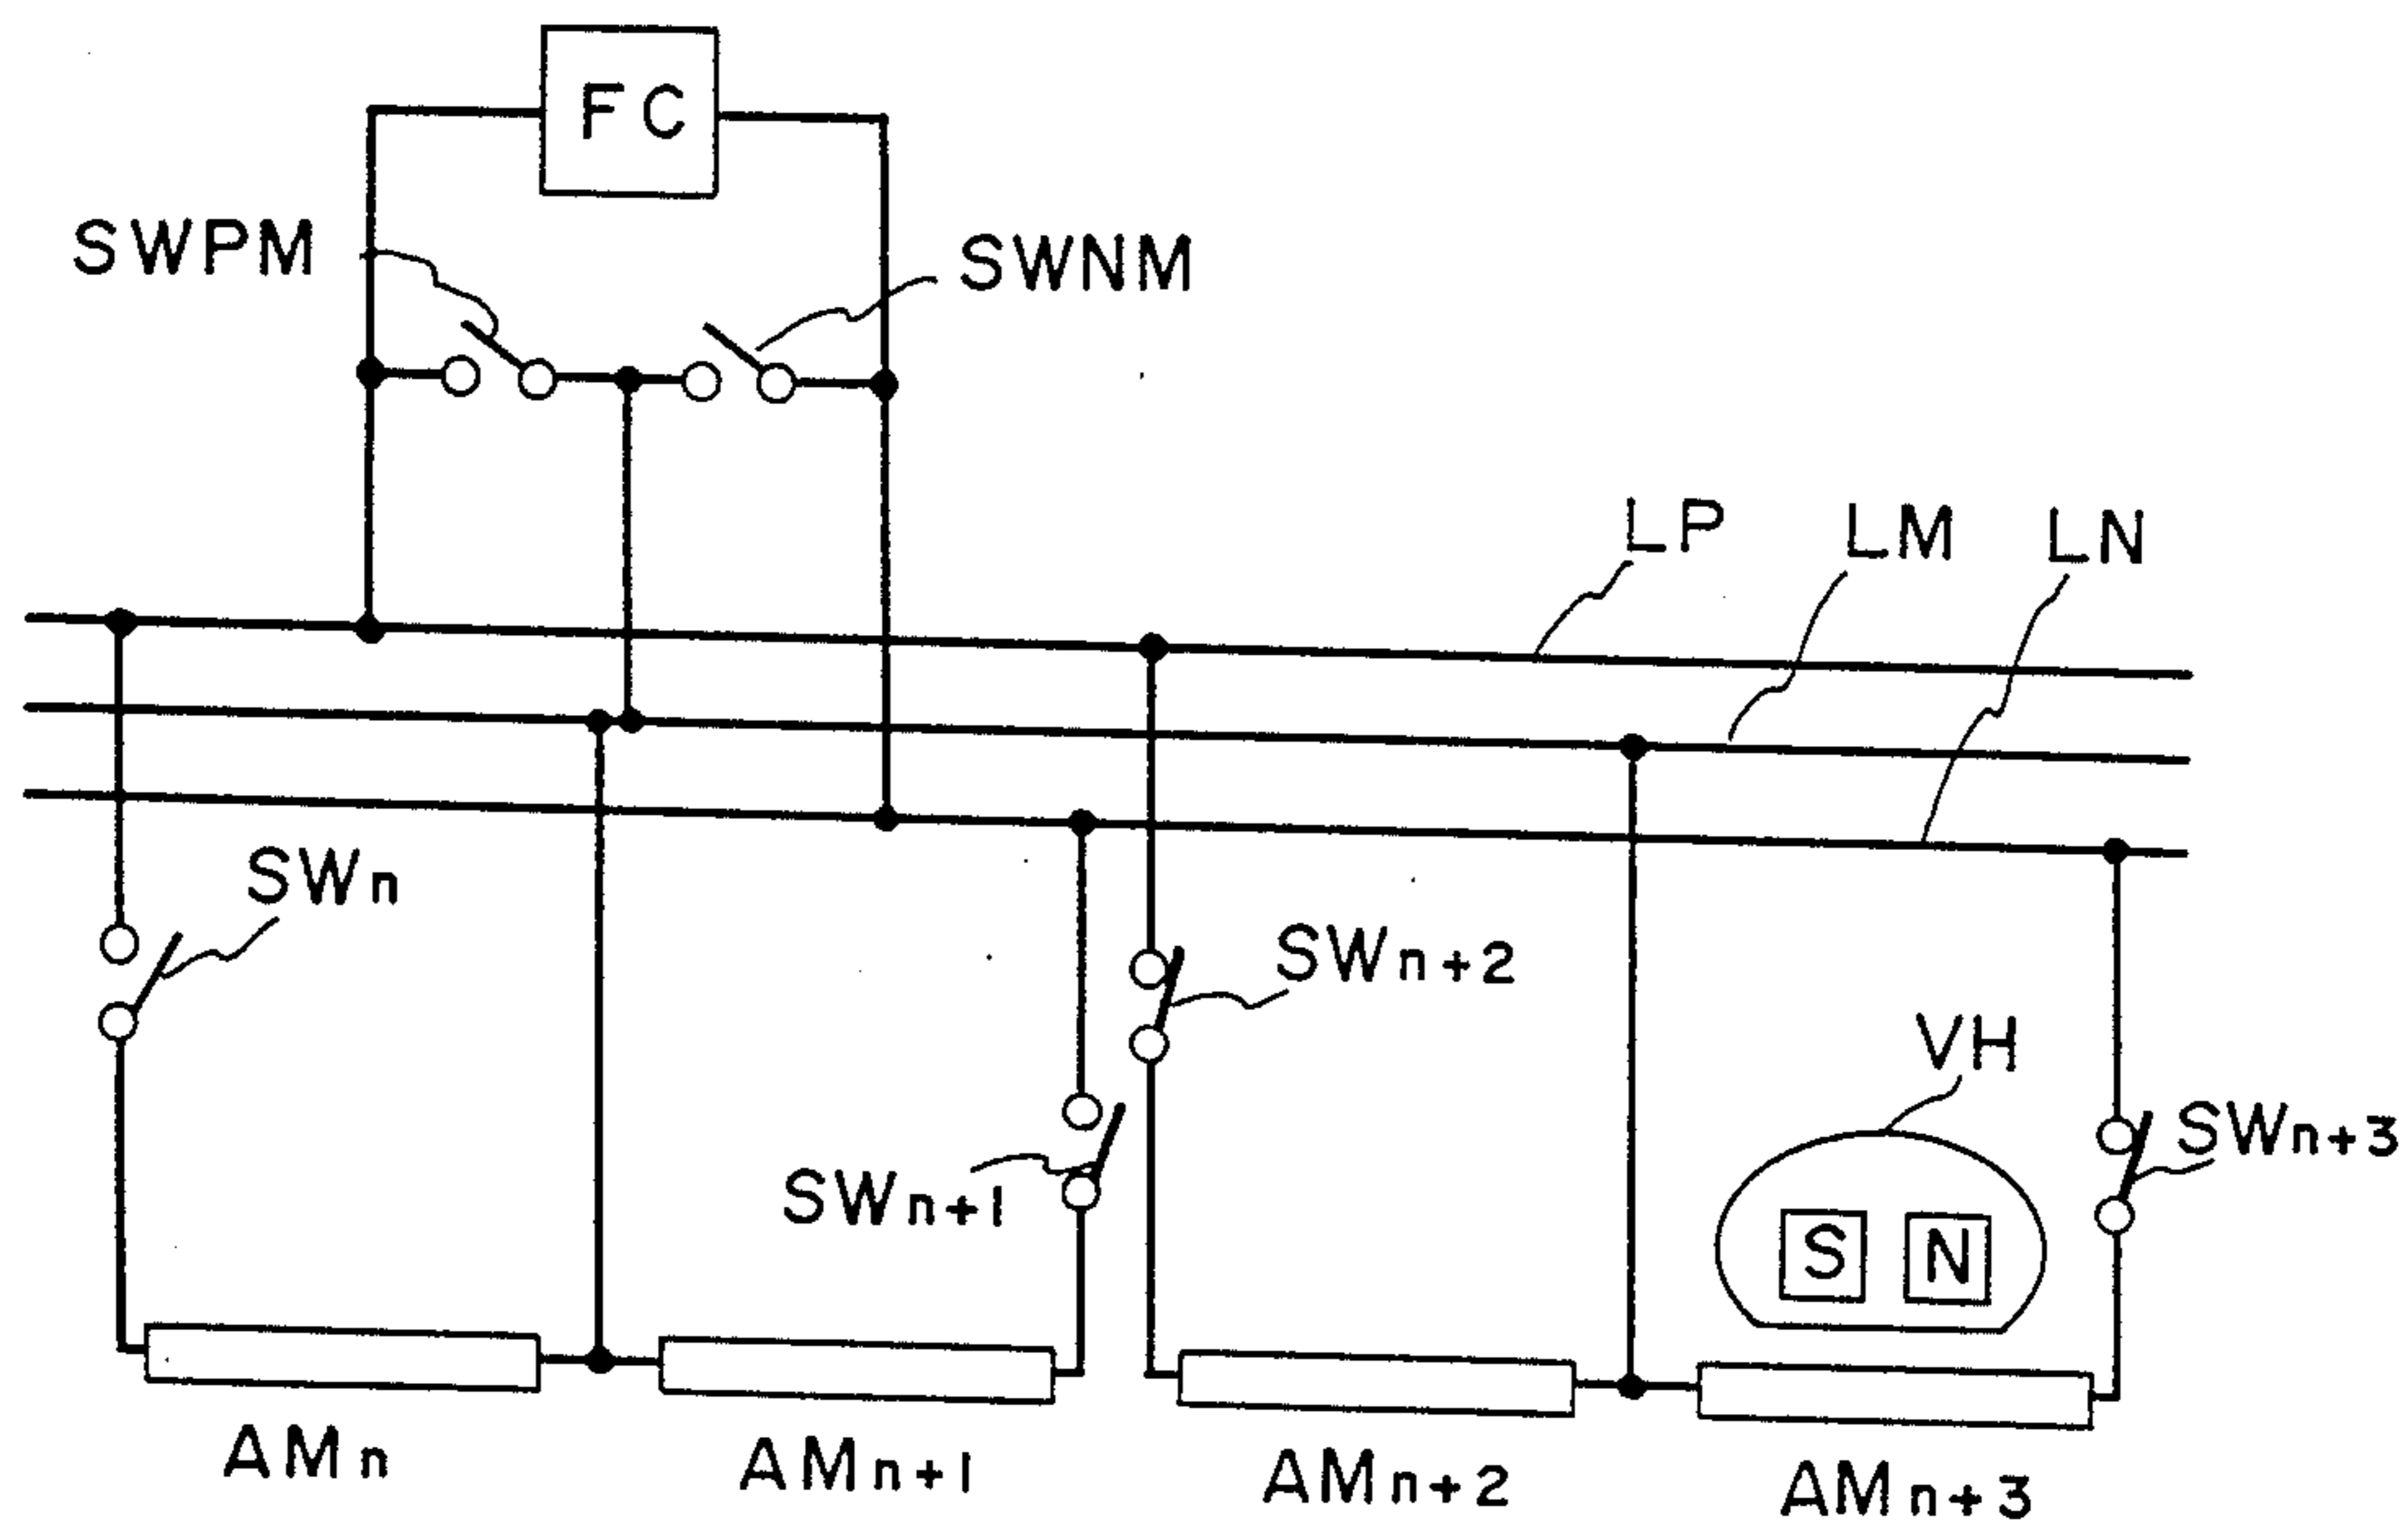 FC
SWPM
SWNM
LP
LM
LN
SWn
SWn+2
VH
SWn+3
SWn+1
S
N
AMn
AMn+1
AMn+2
AMn+3